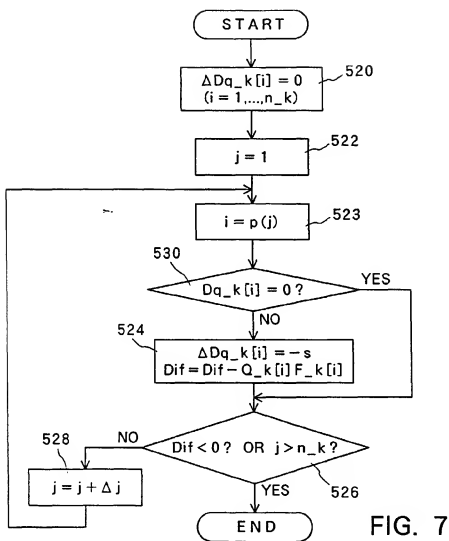 START
ΔDq_k[i]=0
(i=1,...,n_k)
520
j=1
522
i=p(j)
523
530
Dq_k[i]=0?
YES
NO
524
ΔDq_k[i]=-s
Dif=Dif-Q_k[i]F_k[i]
NO
Dif<0? OR j>n_k?
528
j=j+Δj
526
YES
END
FIG. 7